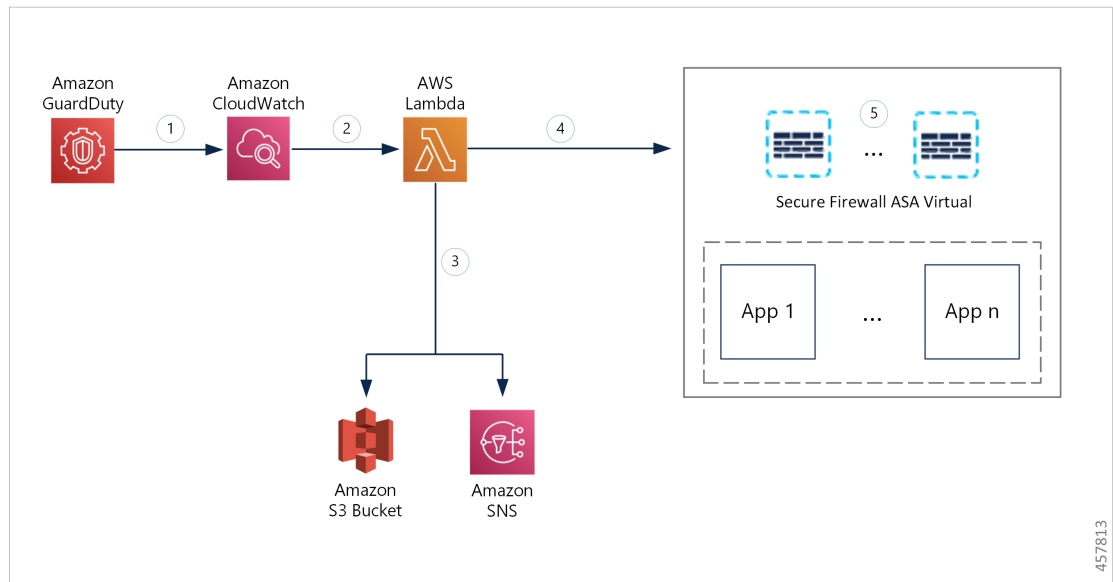 Amazon
GuardDuty
1
Amazon
CloudWatch
2
AWS
Lambda
4
5
...
Secure Firewall ASA Virtual
3
App 1
...
App n
Amazon
S3 Bucket
Amazon
SNS
457813